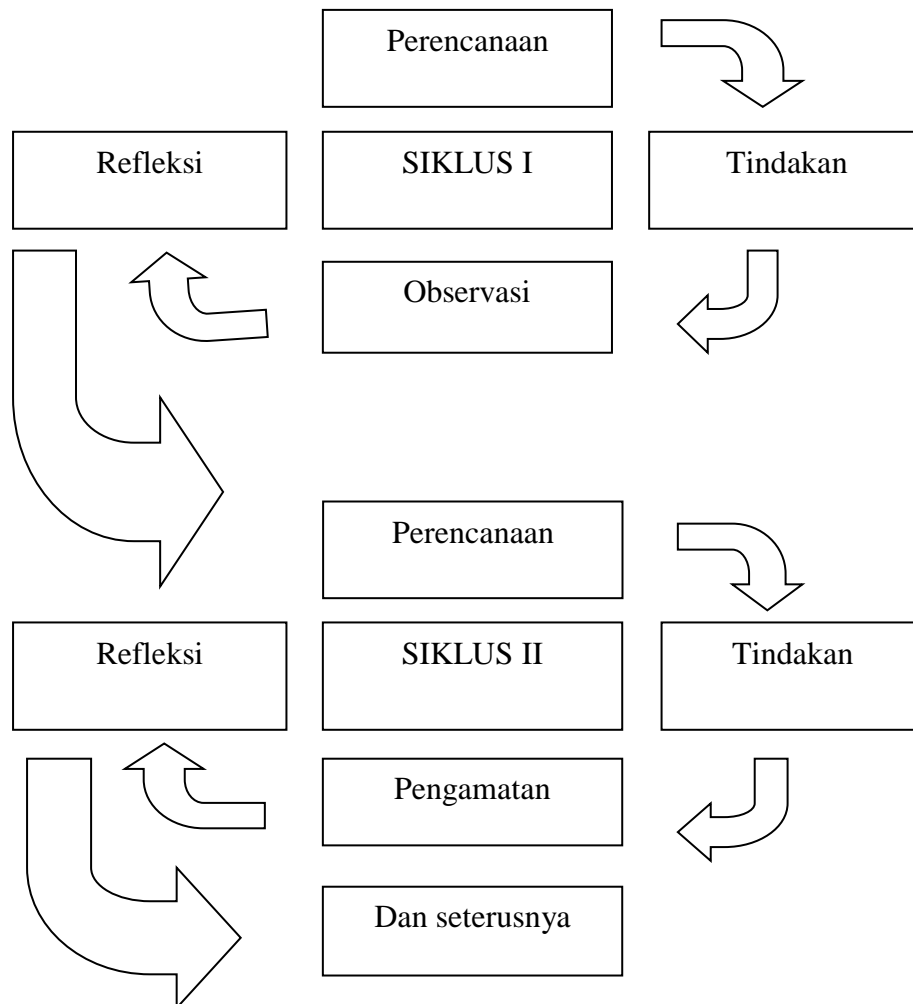 Perencanaan
Refleksi
SIKLUS I
Tindakan
Observasi
Perencanaan
Refleksi
SIKLUS II
Tindakan
Pengamatan
Dan seterusnya